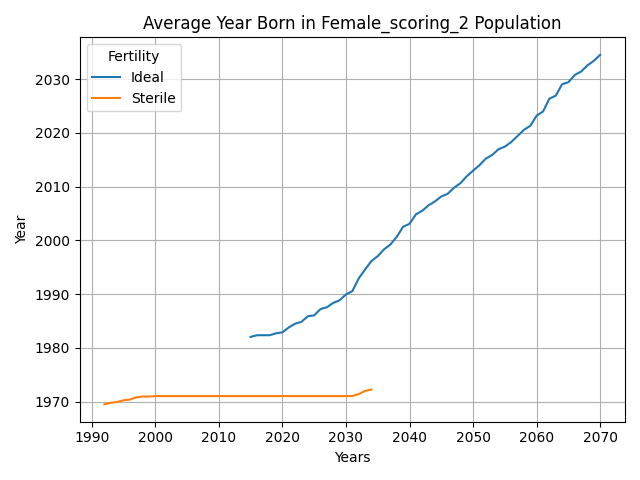 Average Year Born in Female_scoring_2 Population
Fertility
Ideal
Sterile
Year
2030
2020
2010
2000
1990
1980
1970
1990 2000 2010 2020 2030 2040 2050 2060 2070
Years